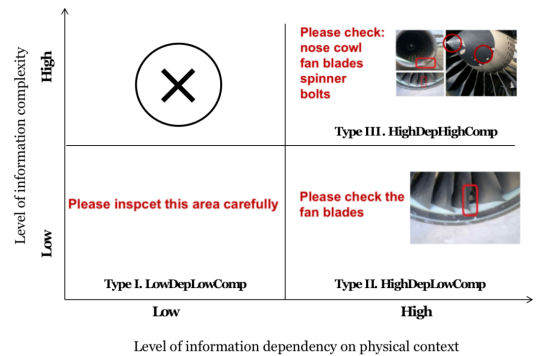 Level of information complexity
High
Low
Please check:
nose cowl
fan blades
spinner
bolts
Type III. HighDepHighComp
Please inspcet this area carefully
Type I. LowDepLowComp
Please check the
fan blades
Type II. HighDepLowComp
Low
High
Level of information dependency on physical context